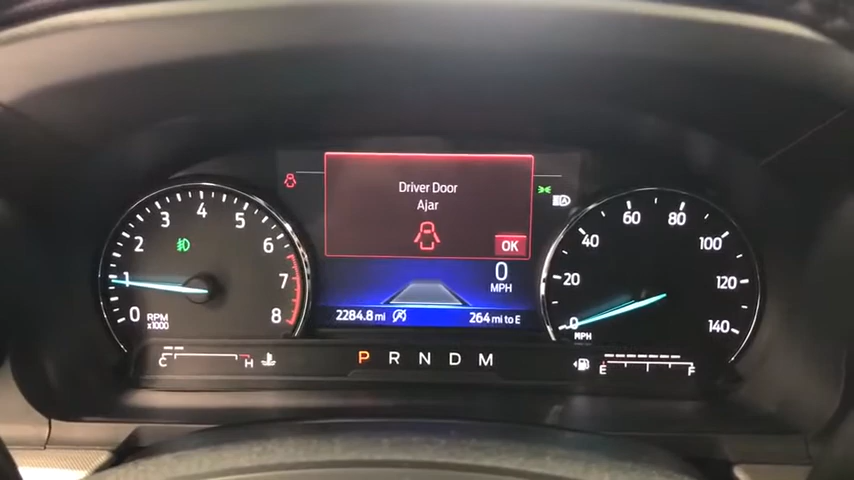 Driver Door
Ajar
OK
0
MPH
2284.8 mi
264 mi to E
0 1 2 3 4 5 6 7 8
RPM
x1000
0 20 40 60 80 100 120 140
MPH
C H
P R N D M
E F
A